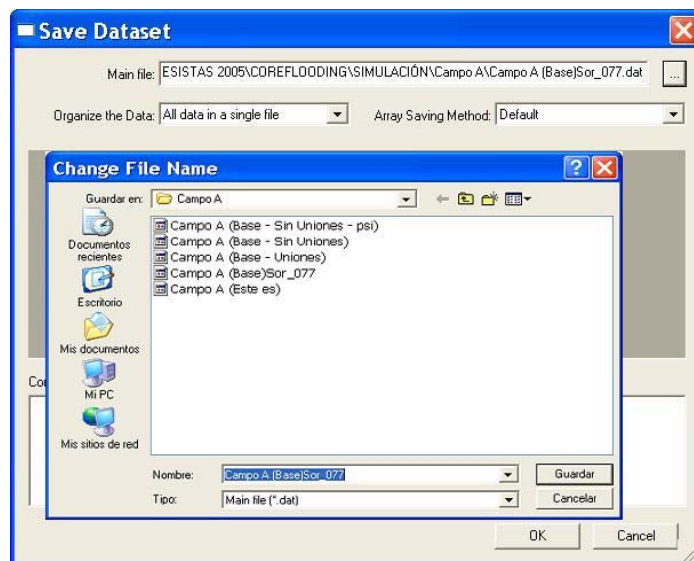 Save Dataset
Main file: ESISTAS 2005\COREFLOODING\SIMULACIÓN\Campo A\Campo A (Base)Sor_077.dat ...
Organize the Data: All data in a single file Array Saving Method: Default
Change File Name
Guardar en: Campo A
Documentos recientes
Escritorio
Mis documentos
Mi PC
Mis sitios de red
Campo A (Base - Sin Uniones - psi)
Campo A (Base - Sin Uniones)
Campo A (Base - Uniones)
Campo A (Base)Sor_077
Campo A (Este es)
Nombre: Campo A (Base)Sor_077 Guardar
Tipo: Main file (*.dat) Cancelar
OK Cancel